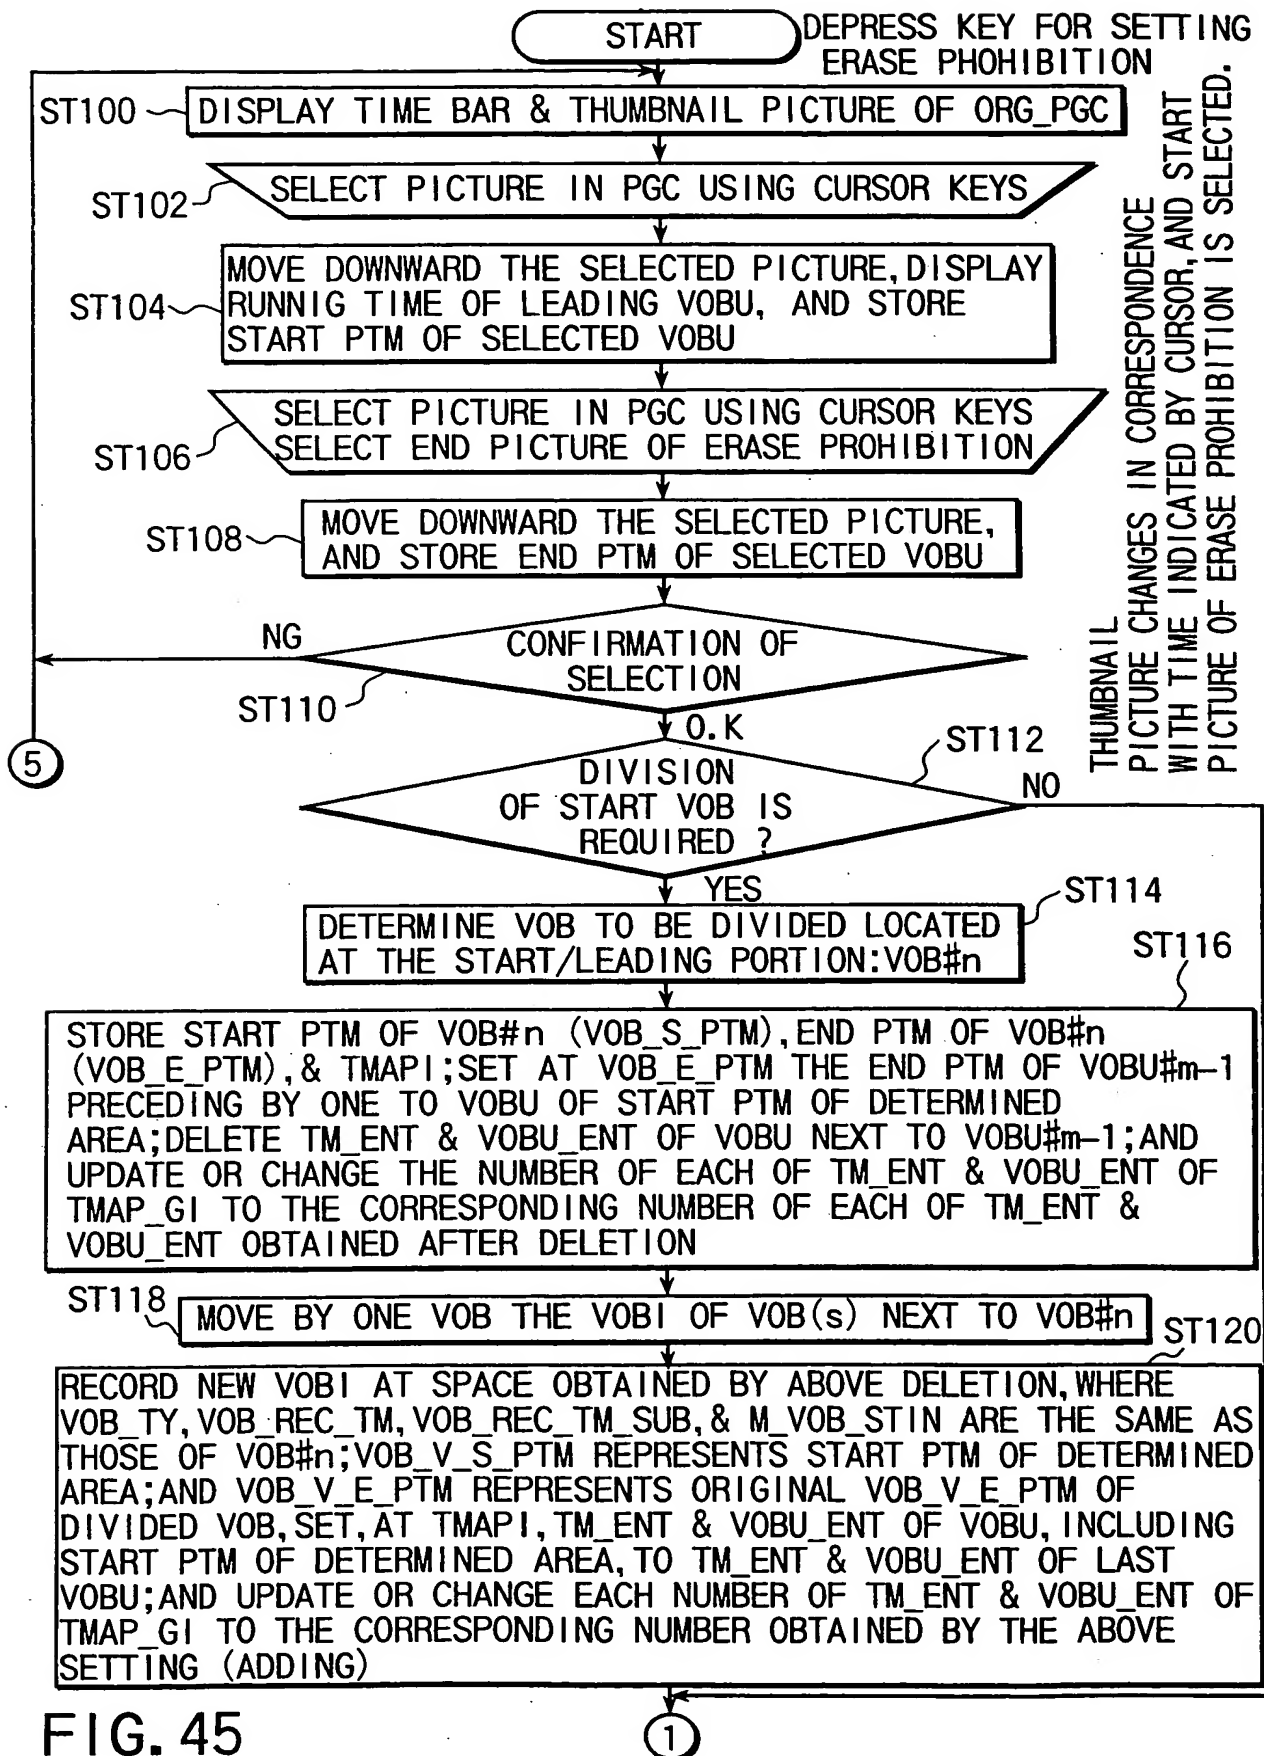 START
DEPRESS KEY FOR SETTING
ERASE PHOHIBITION
ST100
DISPLAY TIME BAR & THUMBNAIL PICTURE OF ORG_PGC
ST102
SELECT PICTURE IN PGC USING CURSOR KEYS
ST104
MOVE DOWNWARD THE SELECTED PICTURE, DISPLAY
RUNNIG TIME OF LEADING VOBU, AND STORE
START PTM OF SELECTED VOBU
ST106
SELECT PICTURE IN PGC USING CURSOR KEYS
SELECT END PICTURE OF ERASE PROHIBITION
ST108
MOVE DOWNWARD THE SELECTED PICTURE,
AND STORE END PTM OF SELECTED VOBU
THUMBNAIL
PICTURE CHANGES IN CORRESPONDENCE
WITH TIME INDICATED BY CURSOR, AND START
PICTURE OF ERASE PROHIBITION IS SELECTED.
NG
CONFIRMATION OF
SELECTION
ST110
O.K
5
ST112
DIVISION
OF START VOB IS
REQUIRED ?
NO
YES
ST114
DETERMINE VOB TO BE DIVIDED LOCATED
AT THE START/LEADING PORTION:VOB#n
ST116
STORE START PTM OF VOB#n (VOB_S_PTM), END PTM OF VOB#n
(VOB_E_PTM), & TMAPI;SET AT VOB_E_PTM THE END PTM OF VOBU#m-1
PRECEDING BY ONE TO VOBU OF START PTM OF DETERMINED
AREA;DELETE TM_ENT & VOBU_ENT OF VOBU NEXT TO VOBU#m-1;AND
UPDATE OR CHANGE THE NUMBER OF EACH OF TM_ENT & VOBU_ENT OF
TMAP_GI TO THE CORRESPONDING NUMBER OF EACH OF TM_ENT &
VOBU_ENT OBTAINED AFTER DELETION
ST118
MOVE BY ONE VOB THE VOBI OF VOB(s) NEXT TO VOB#n
ST120
RECORD NEW VOBI AT SPACE OBTAINED BY ABOVE DELETION, WHERE
VOB_TY, VOB_REC_TM, VOB_REC_TM_SUB, & M_VOB_STIN ARE THE SAME AS
THOSE OF VOB#n;VOB_V_S_PTM REPRESENTS START PTM OF DETERMINED
AREA;AND VOB_V_E_PTM REPRESENTS ORIGINAL VOB_V_E_PTM OF
DIVIDED VOB, SET, AT TMAPI, TM_ENT & VOBU_ENT OF VOBU, INCLUDING
START PTM OF DETERMINED AREA, TO TM_ENT & VOBU_ENT OF LAST
VOBU;AND UPDATE OR CHANGE EACH NUMBER OF TM_ENT & VOBU_ENT OF
TMAP_GI TO THE CORRESPONDING NUMBER OBTAINED BY THE ABOVE
SETTING (ADDING)
1
FIG. 45